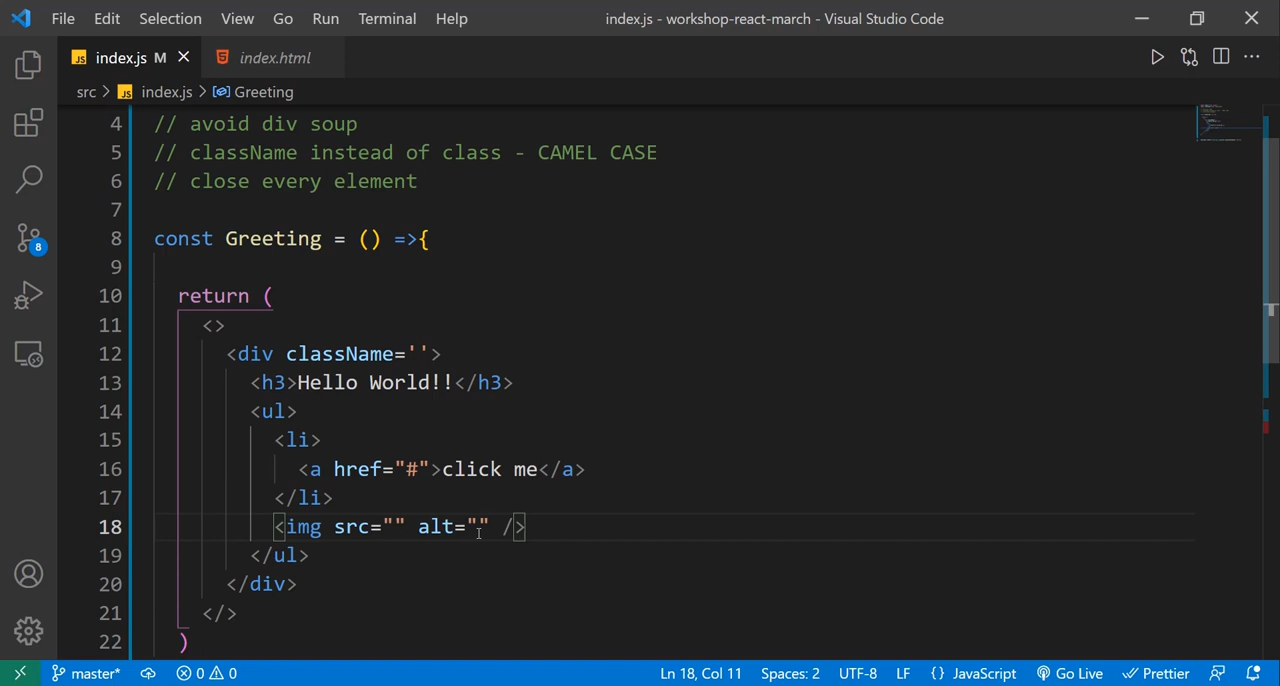 File Edit Selection View Go Run Terminal Help index.js - workshop-react-march - Visual Studio Code
JS index.js M index.html
src > JS index.js > Greeting
4 // avoid div soup
5 // className instead of class - CAMEL CASE
6 // close every element
7
8 const Greeting = () =>{
9
10 return (
11 <>
12 <div className=''>
13 <h3>Hello World!!</h3>
14 <ul>
15 <li>
16 <a href="#">click me</a>
17 </li>
18 <img src="" alt="" />
19 </ul>
20 </div>
21 </>
22 )
8
master* 0 0 Ln 18, Col 11 Spaces: 2 UTF-8 LF {} JavaScript Go Live Prettier